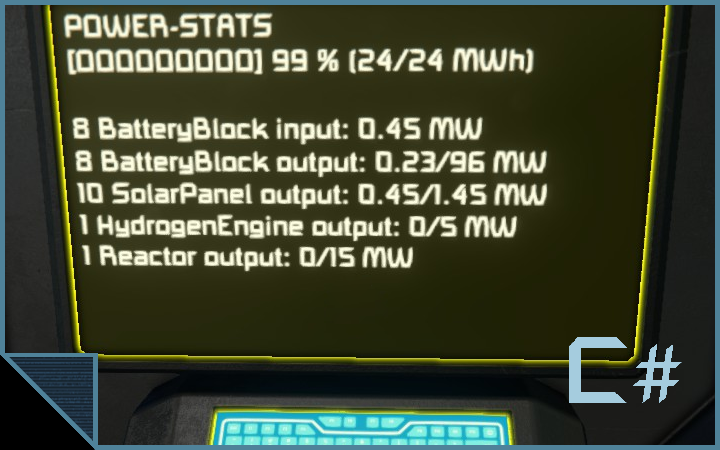 POWER-STATS
[0000000000] 99 % (24/24 MWh)
8 BatteryBlock input: 0.45 MW
8 BatteryBlock output: 0.23/96 MW
10 SolarPanel output: 0.45/1.45 MW
1 HydrogenEngine output: 0/5 MW
1 Reactor output: 0/15 MW
C#